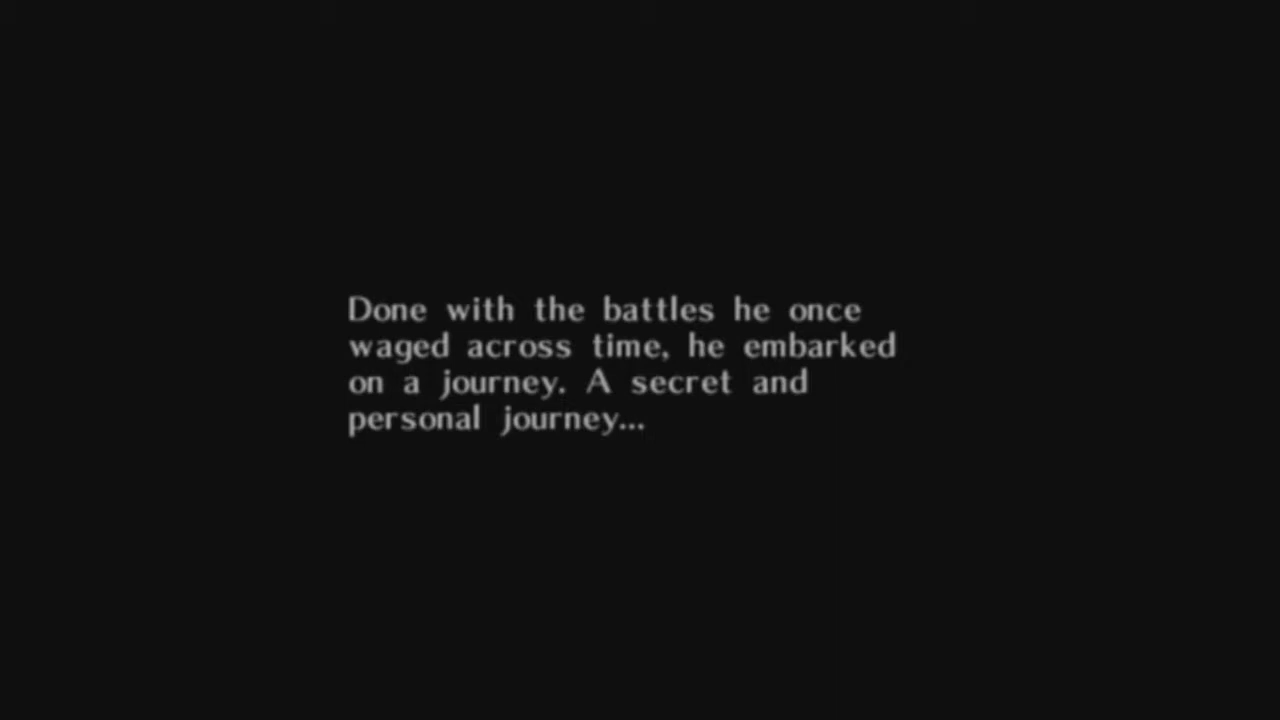 Done with the battles he once
waged across time, he embarked
on a journey. A secret and
personal journey...